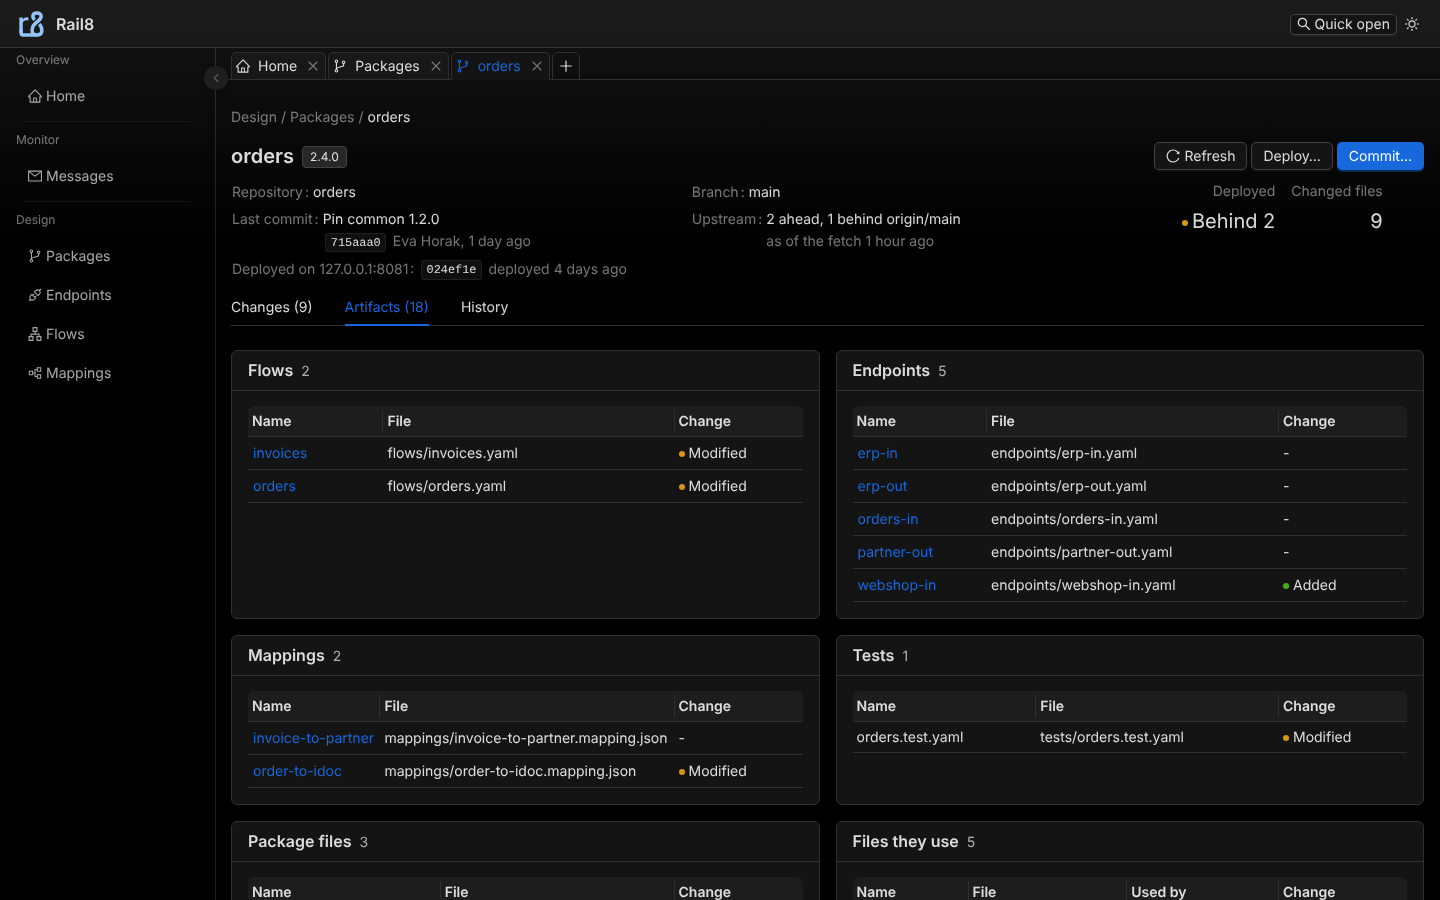 r8 Rail8
Quick open
Overview
Home
Monitor
Messages
Design
Packages
Endpoints
Flows
Mappings
Home
Packages
orders
Design / Packages / orders
orders 2.4.0
Refresh
Deploy...
Commit...
Repository: orders
Branch: main
Deployed
Changed files
Last commit: Pin common 1.2.0
Upstream: 2 ahead, 1 behind origin/main
Behind 2
9
715aaa0 Eva Horak, 1 day ago
as of the fetch 1 hour ago
Deployed on 127.0.0.1:8081: 024ef1e deployed 4 days ago
Changes (9)
Artifacts (18)
History
Flows 2
Name File Change
invoices flows/invoices.yaml Modified
orders flows/orders.yaml Modified
Endpoints 5
Name File Change
erp-in endpoints/erp-in.yaml -
erp-out endpoints/erp-out.yaml -
orders-in endpoints/orders-in.yaml -
partner-out endpoints/partner-out.yaml -
webshop-in endpoints/webshop-in.yaml Added
Mappings 2
Name File Change
invoice-to-partner mappings/invoice-to-partner.mapping.json -
order-to-idoc mappings/order-to-idoc.mapping.json Modified
Tests 1
Name File Change
orders.test.yaml tests/orders.test.yaml Modified
Package files 3
Name File Change
Files they use 5
Name File Used by Change